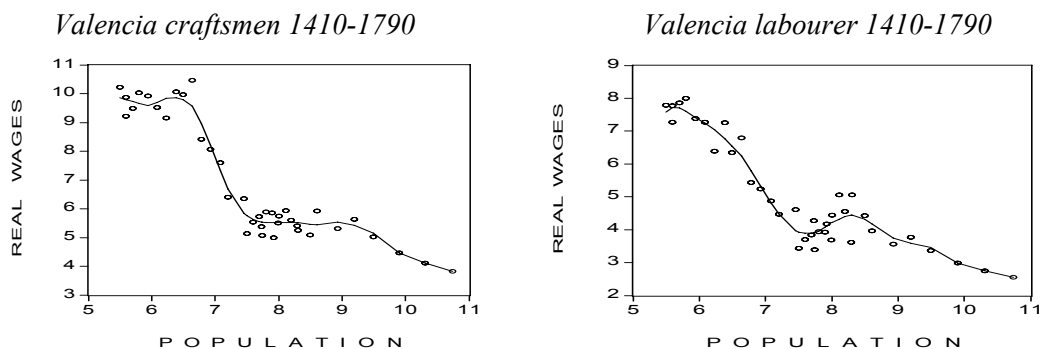 Valencia craftsmen 1410-1790
11
10
9
8
7
6
5
4
3
REAL WAGES
5 6 7 8 9 10 11
POPULATION
Valencia labourer 1410-1790
9
8
7
6
5
4
3
2
REAL WAGES
5 6 7 8 9 10 11
POPULATION